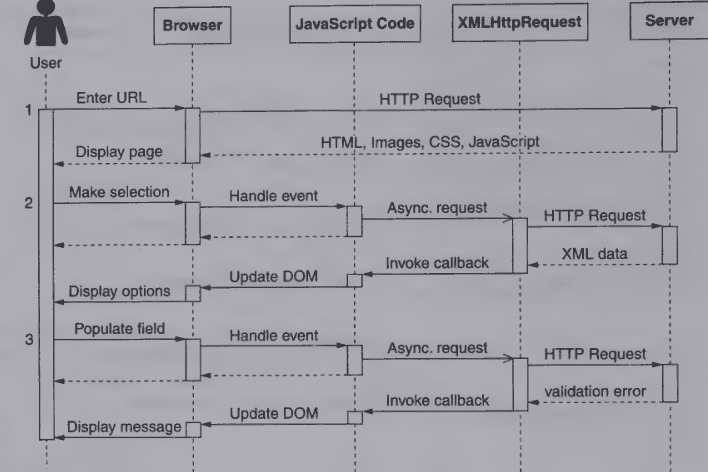 Browser
JavaScript Code
XMLHttpRequest
Server
User
1
Enter URL
HTTP Request
HTML, Images, CSS, JavaScript
Display page
2
Make selection
Handle event
Async. request
HTTP Request
XML data
Invoke callback
Update DOM
Display options
3
Populate field
Handle event
Async. request
HTTP Request
validation error
Invoke callback
Update DOM
Display message